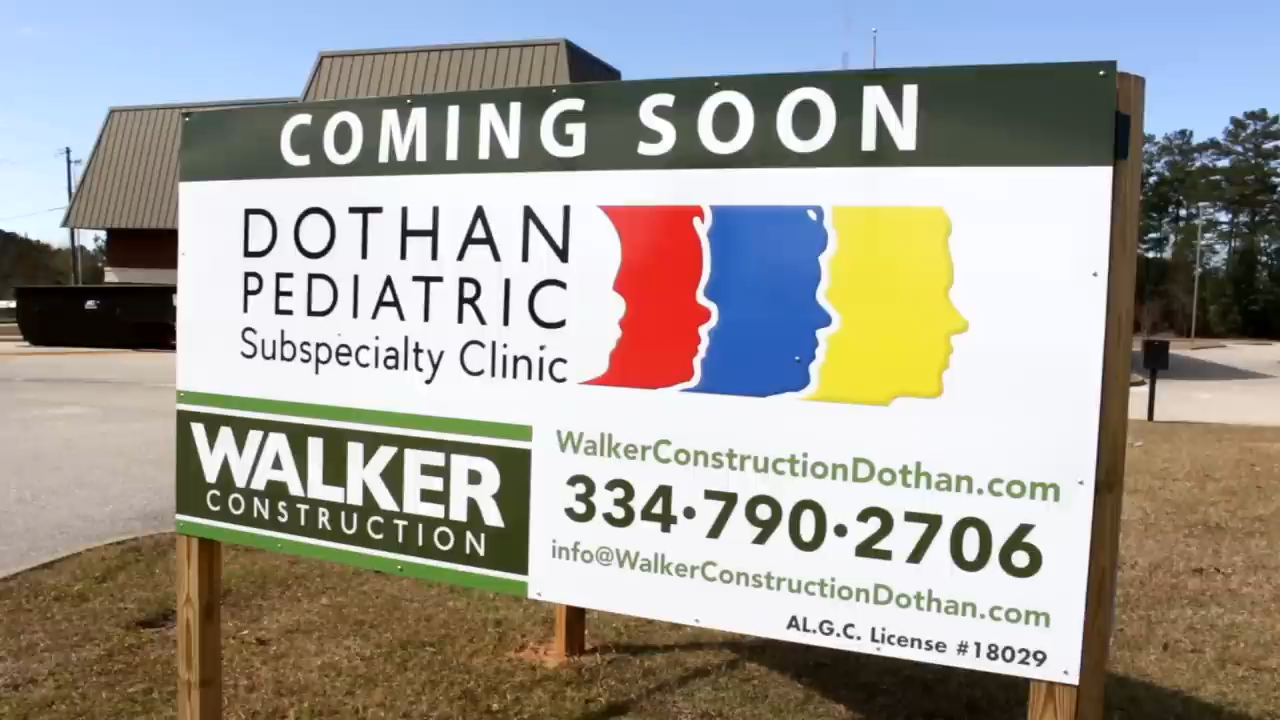 COMING SOON
DOTHAN
PEDIATRIC
Subspecialty Clinic
WALKER
CONSTRUCTION
WalkerConstructionDothan.com
334·790·2706
info@WalkerConstructionDothan.com
AL.G.C. License #18029